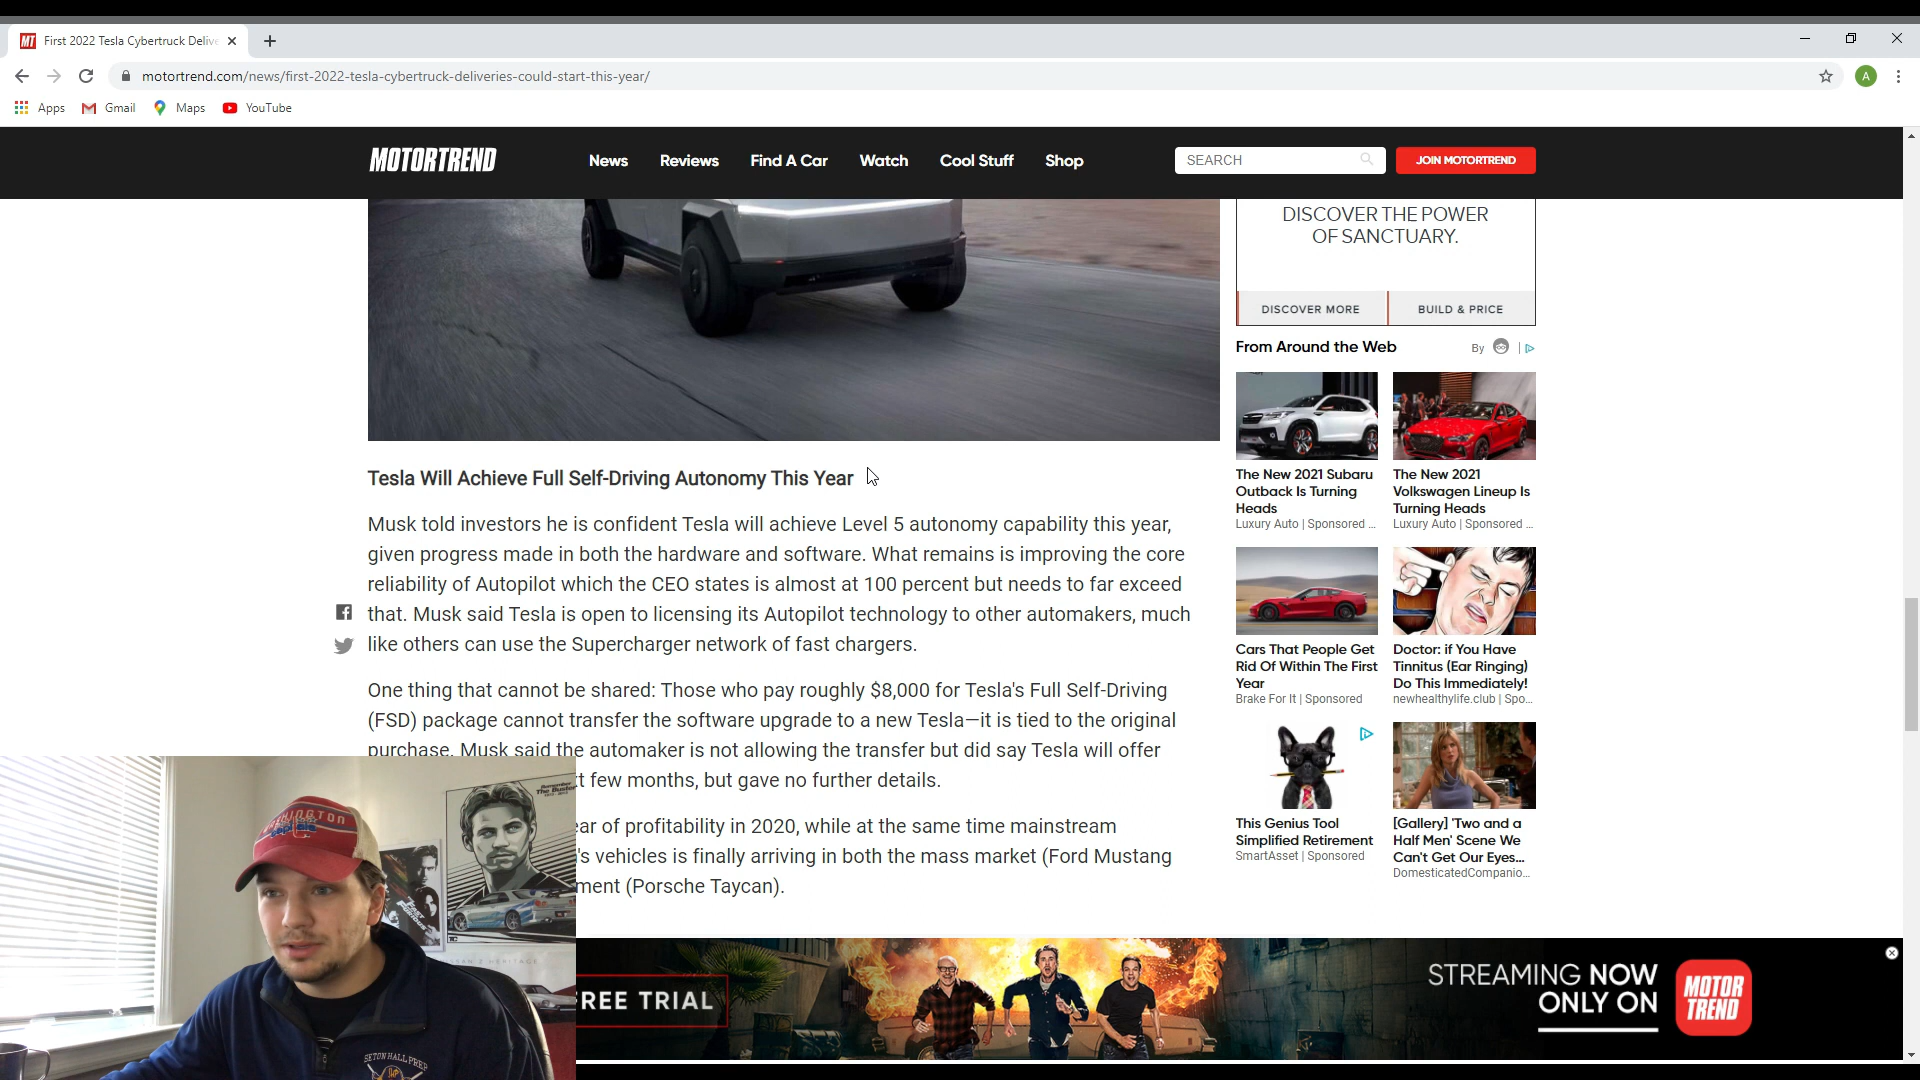 First 2022 Tesla Cybertruck Delive
motortrend.com/news/first-2022-tesla-cybertruck-deliveries-could-start-this-year/
A
Apps
Gmail
Maps
YouTube
MOTORTREND
News
Reviews
Find A Car
Watch
Cool Stuff
Shop
SEARCH
JOIN MOTORTREND
DISCOVER THE POWER
OF SANCTUARY.
DISCOVER MORE
BUILD & PRICE
Tesla Will Achieve Full Self-Driving Autonomy This Year
Musk told investors he is confident Tesla will achieve Level 5 autonomy capability this year,
given progress made in both the hardware and software. What remains is improving the core
reliability of Autopilot which the CEO states is almost at 100 percent but needs to far exceed
that. Musk said Tesla is open to licensing its Autopilot technology to other automakers, much
like others can use the Supercharger network of fast chargers.
One thing that cannot be shared: Those who pay roughly $8,000 for Tesla's Full Self-Driving
(FSD) package cannot transfer the software upgrade to a new Tesla—it is tied to the original
purchase. Musk said the automaker is not allowing the transfer but did say Tesla will offer
t few months, but gave no further details.
ear of profitability in 2020, while at the same time mainstream
's vehicles is finally arriving in both the mass market (Ford Mustang
ment (Porsche Taycan).
From Around the Web
By
The New 2021 Subaru
Outback Is Turning
Heads
Luxury Auto | Sponsored ...
The New 2021
Volkswagen Lineup Is
Turning Heads
Luxury Auto | Sponsored ...
Cars That People Get
Rid Of Within The First
Year
Brake For It | Sponsored
Doctor: if You Have
Tinnitus (Ear Ringing)
Do This Immediately!
newhealthylife.club | Spo...
This Genius Tool
Simplified Retirement
SmartAsset | Sponsored
[Gallery] 'Two and a
Half Men' Scene We
Can't Get Our Eyes...
DomesticatedCompanio...
FREE TRIAL
STREAMING NOW
ONLY ON
MOTOR
TREND
Remember
The Buster
WASHINGTON
SETON HALL PREP